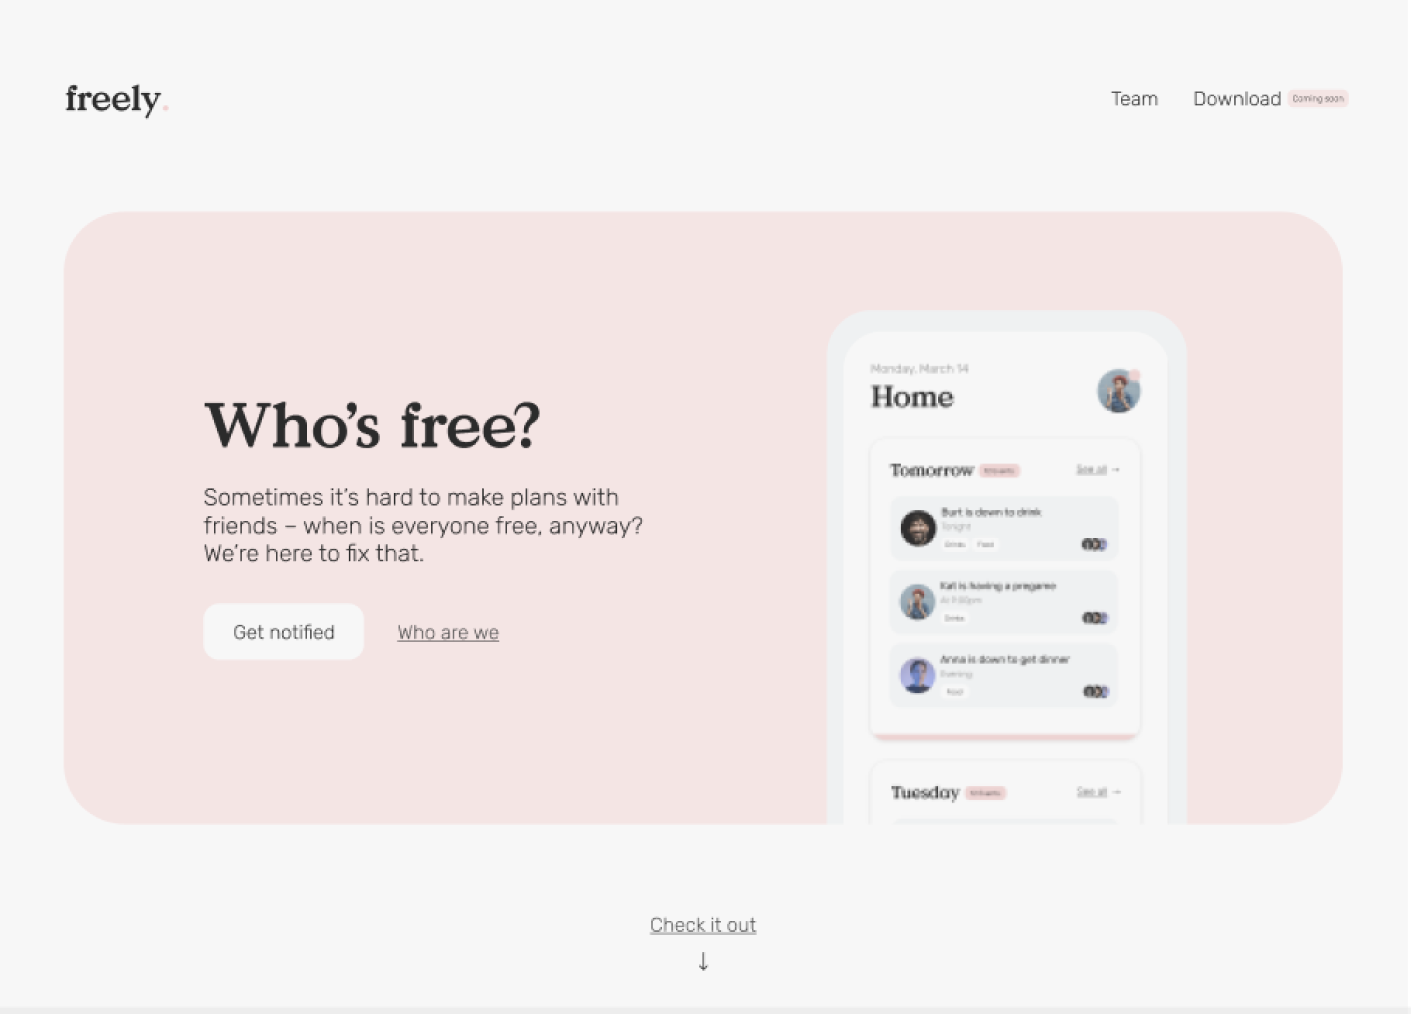 freely.
Team
Download Coming soon
Who's free?
Sometimes it's hard to make plans with
friends – when is everyone free, anyway?
We're here to fix that.
Get notified
Who are we
Monday, March 14
Home
Tomorrow
See all →
Burt is down to drink
Tonight
Drinks Food
Kat is having a pregame
At 9:00pm
Drinks
Anna is down to get dinner
Evening
Food
Tuesday
See all →
Check it out
↓